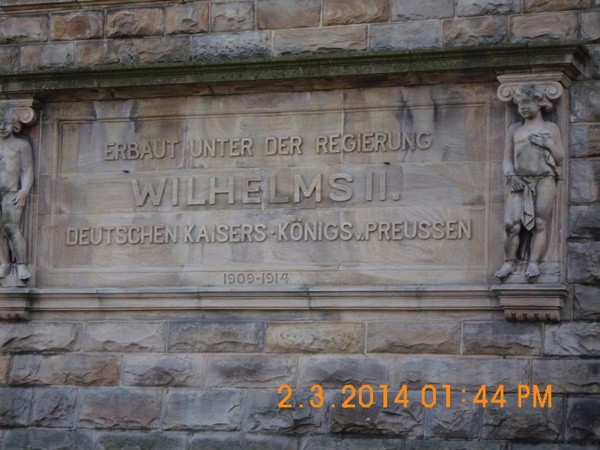 ERBAUT UNTER DER REGIERUNG
WILHELMS II.
DEUTSCHEN KAISERS·KÖNIGS v. PREUSSEN
1909-1914
2.3.2014 01:44 PM